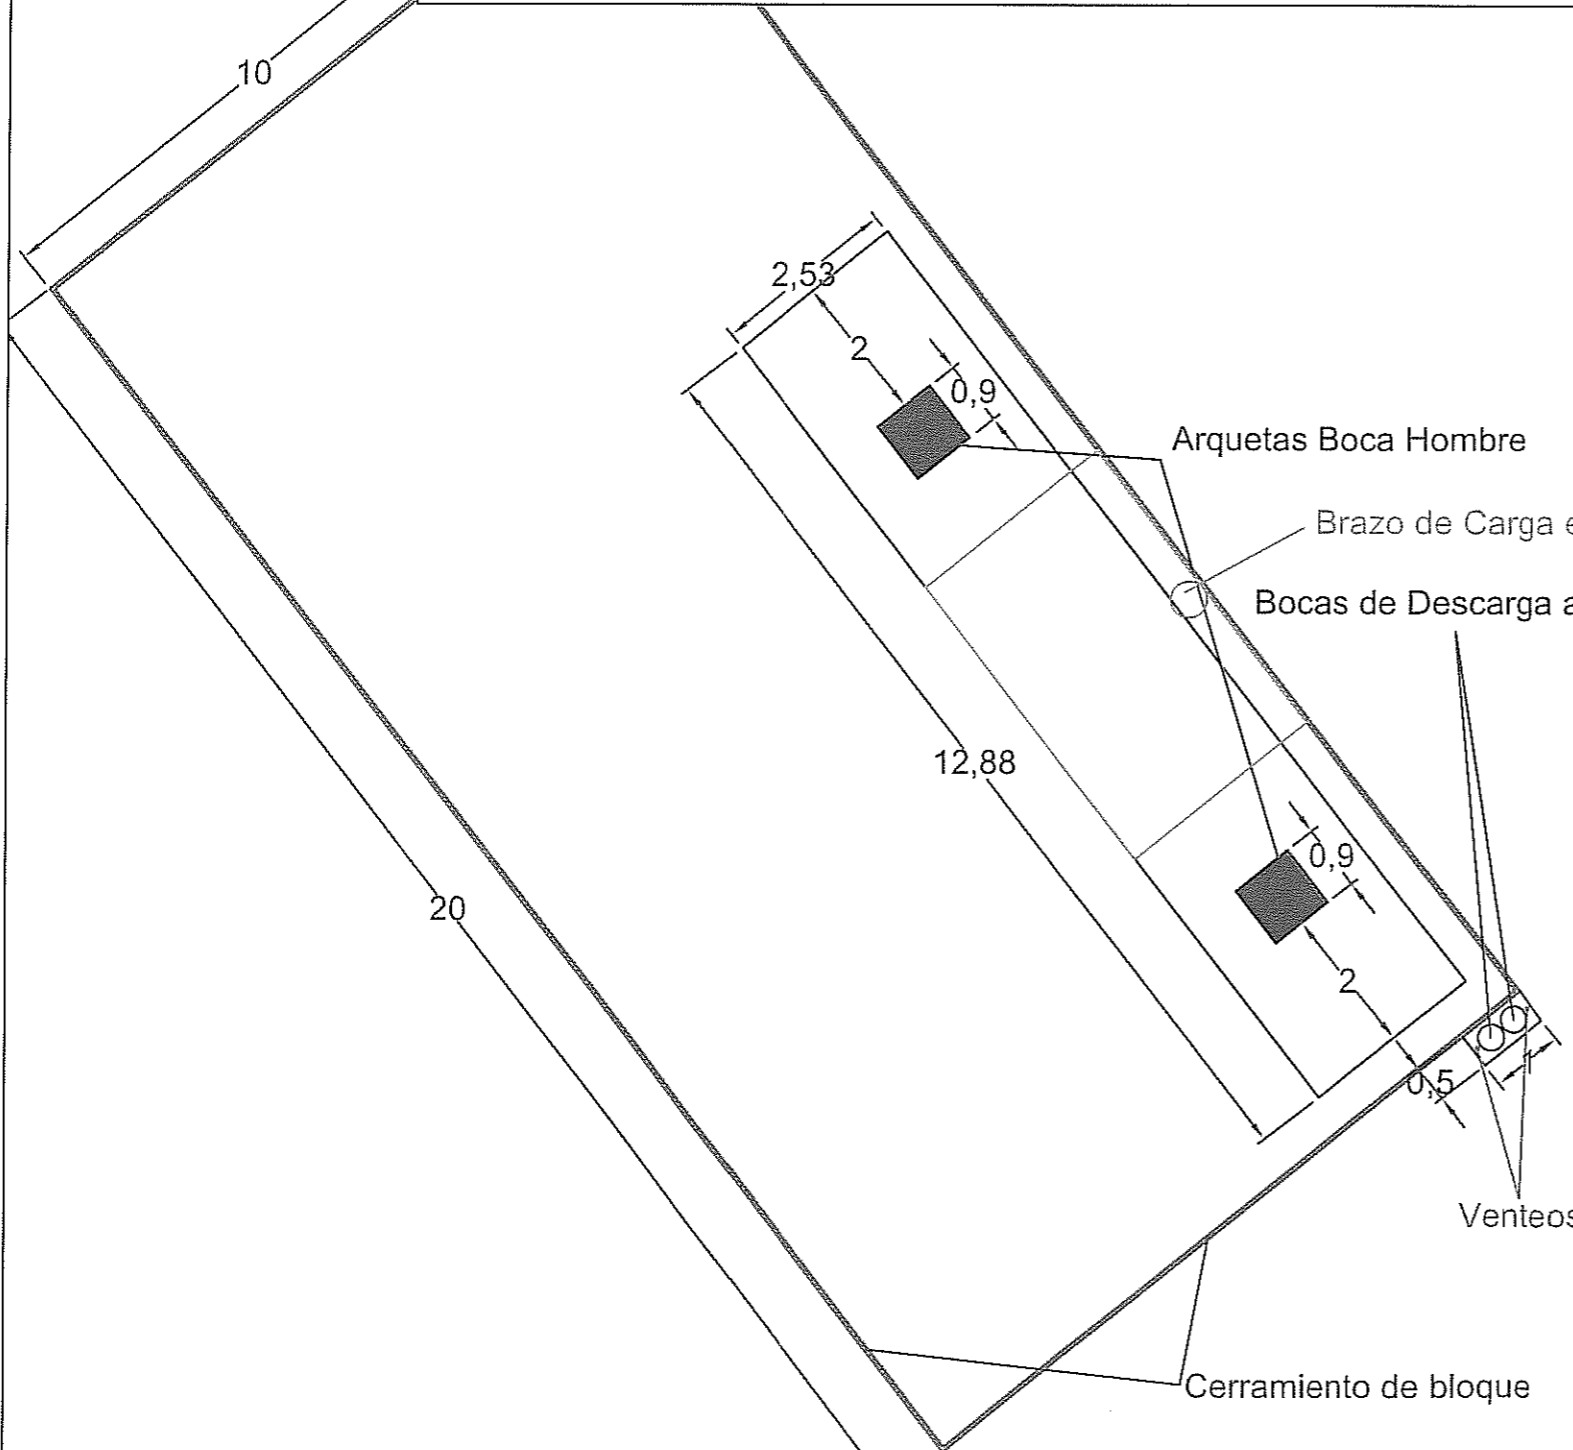 10
2,53
2
0,9
Arquetas Boca Hombre
Brazo de Carga e
Bocas de Descarga a
12,88
0,9
20
2
1
0,5
Venteos
Cerramiento de bloque